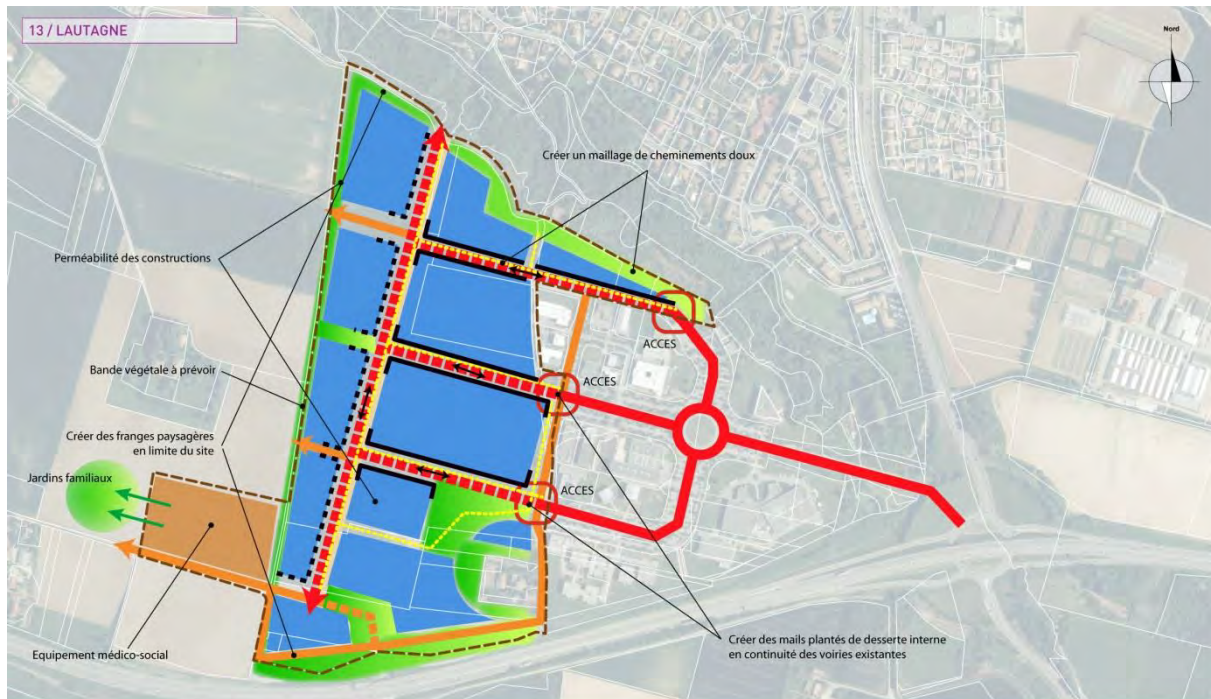 13 / LAUTAGNE
Nord
Créer un maillage de cheminements doux
Perméabilité des constructions
ACCES
ACCES
Bande végétale à prévoir
Créer des franges paysagères
en limite du site
Jardins familiaux
ACCES
Créer des mails plantés de desserte interne
en continuité des voiries existantes
Equipement médico-social